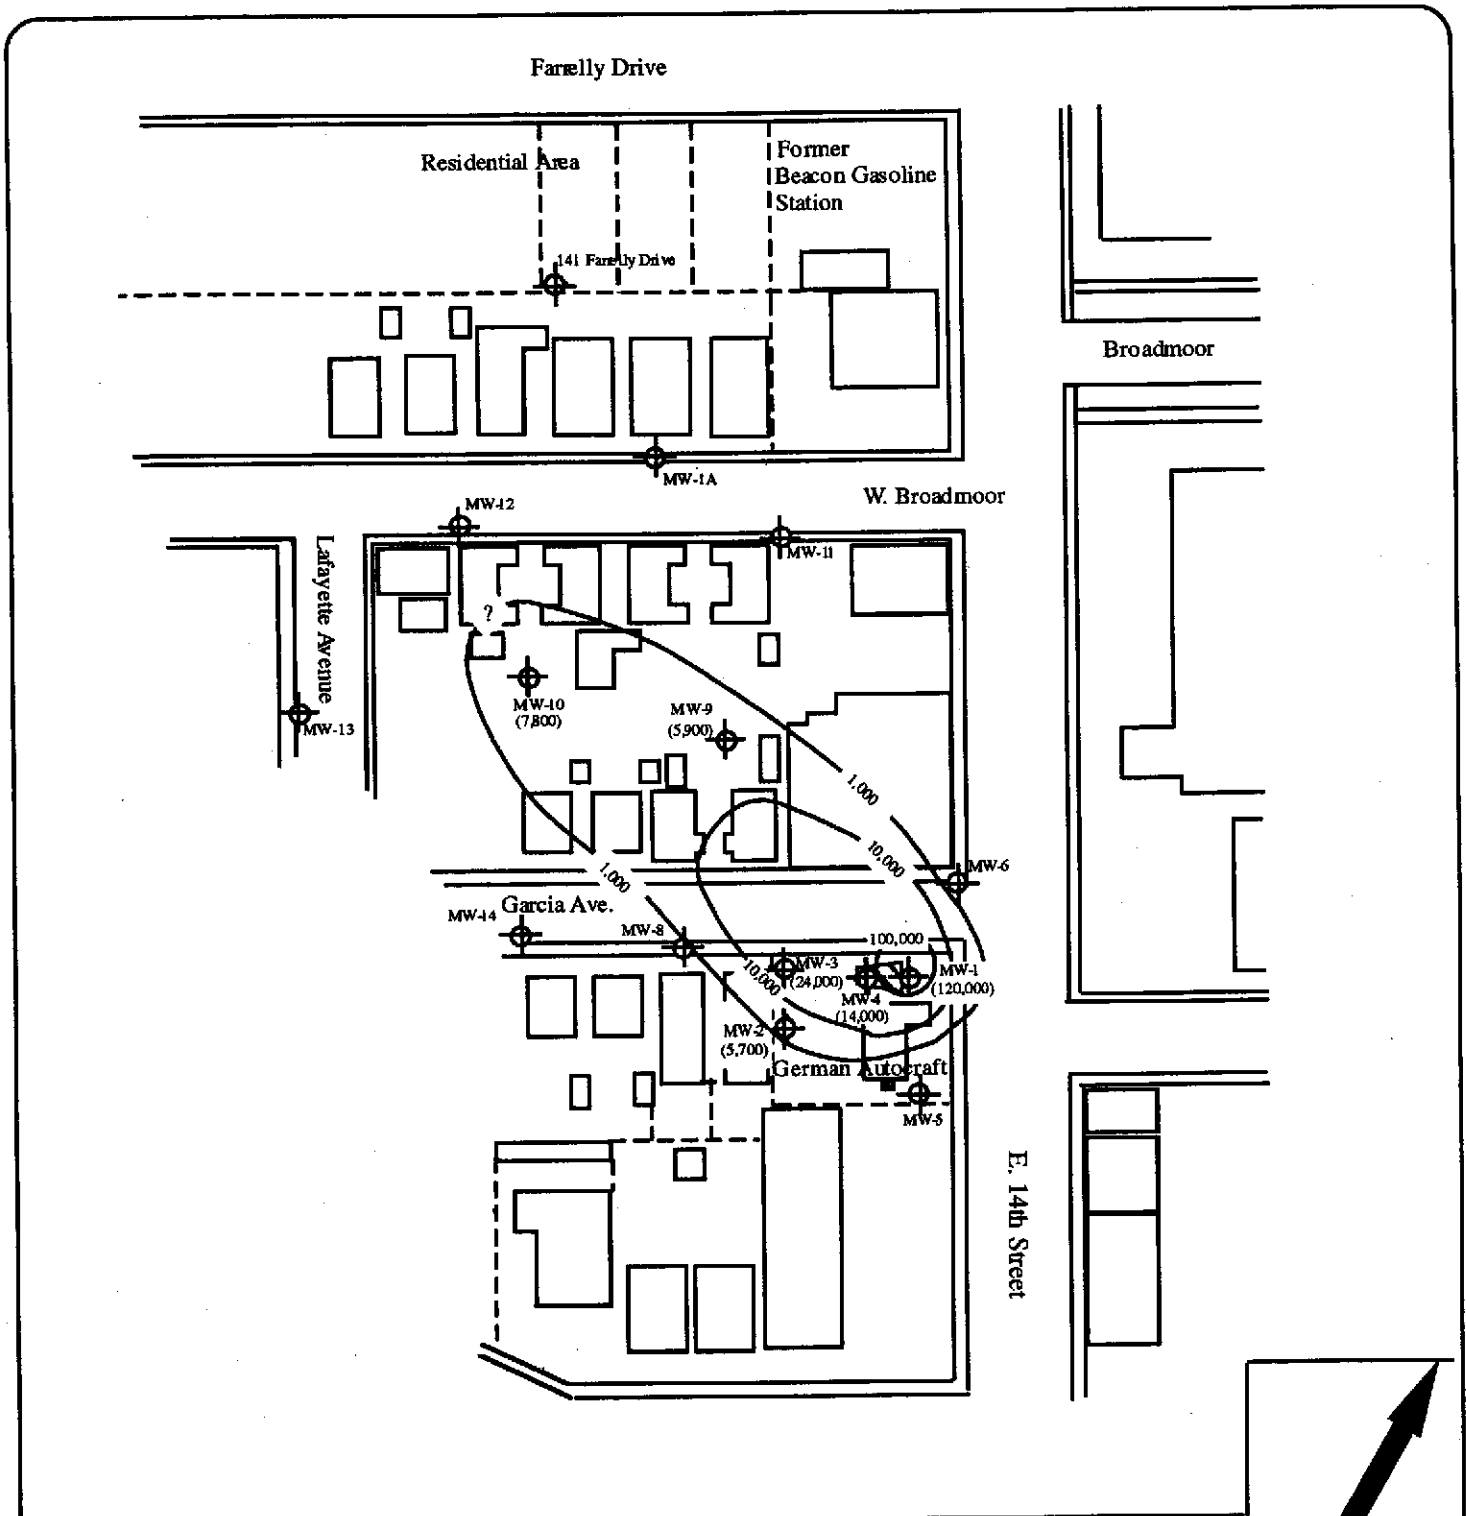 Farrelly Drive
Residential Area
Former
Beacon Gasoline
Station
141 Farrelly Drive
Broadmoor
MW-1A
W. Broadmoor
MW-12
MW-11
Lafayette Avenue
?
MW-10
(7,800)
MW-9
(5,900)
MW-13
1,000
10,000
MW-6
1,000
Garcia Ave.
MW-14
MW-8
100,000
MW-3
(24,000)
10,000
MW-1
(120,000)
MW-4
(14,000)
MW-2
(5,700)
German Autocraft
MW-5
E. 14th Street